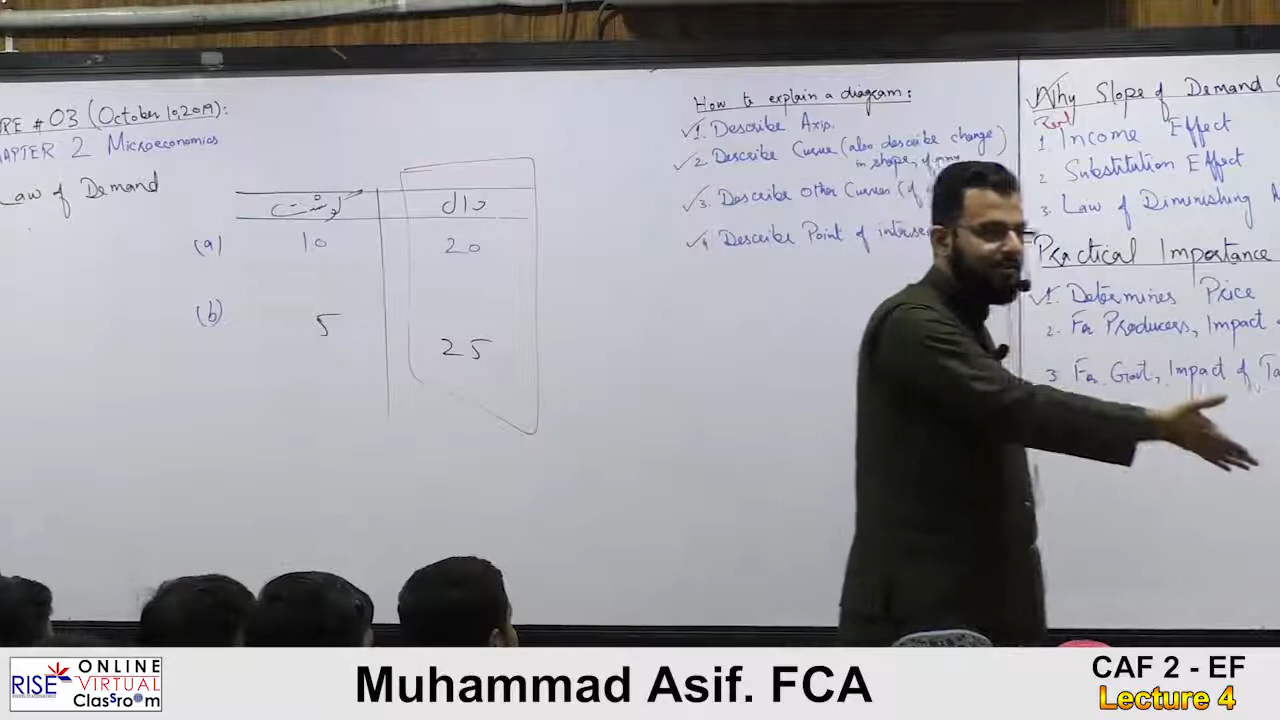 RE #03 (October 10, 2019):
HAPTER 2 Microeconomics
Law of Demand
گوشت دال
(a) 10 20
(b) 5 25
How to explain a diagram:
1. Describe Axis.
2. Describe Curve (also describe change)
in shape, if any
3. Describe Other Curves (if
4. Describe Point of interse
Why Slope of Demand
Real
1. Income Effect
2. Substitution Effect
3. Law of Diminishing
Practical Importance
1. Determines Price
2. For Producers, Impact
3. For Govt, Impact of Ta
RISE
ONLINE
VIRTUAL
Classroom
Muhammad Asif. FCA
CAF 2 - EF
Lecture 4